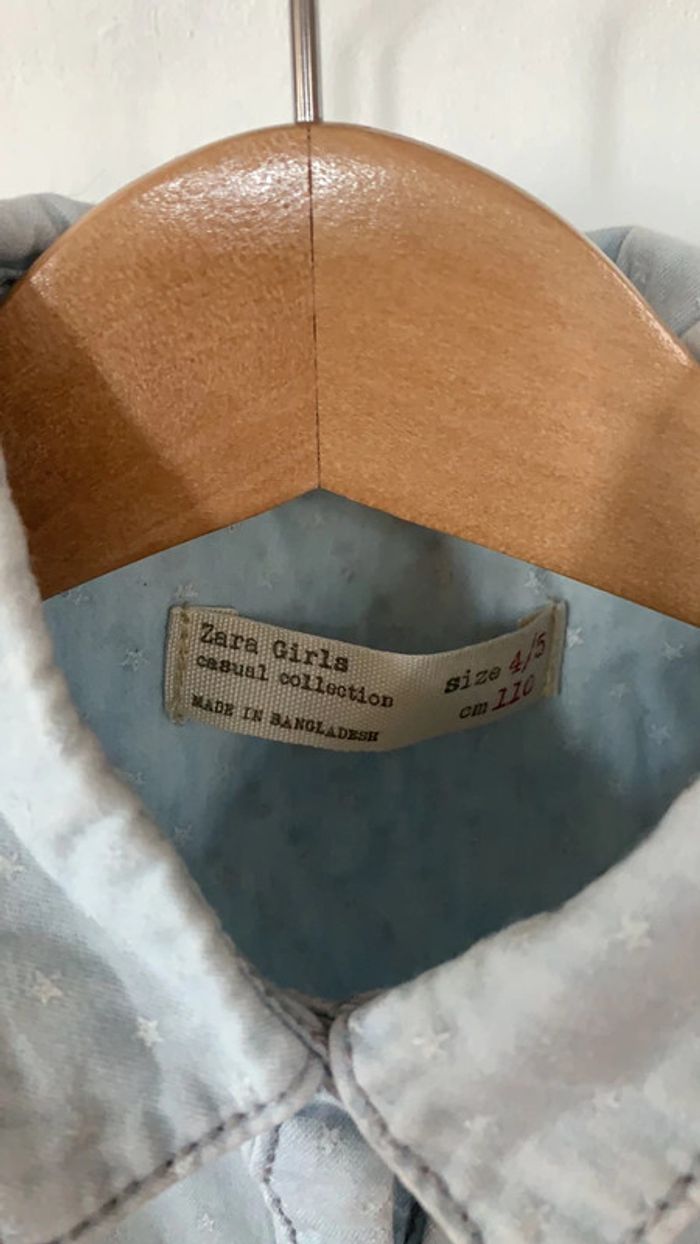 Zara Girls
casual collection
MADE IN BANGLADESH
size 4/5
cm 110